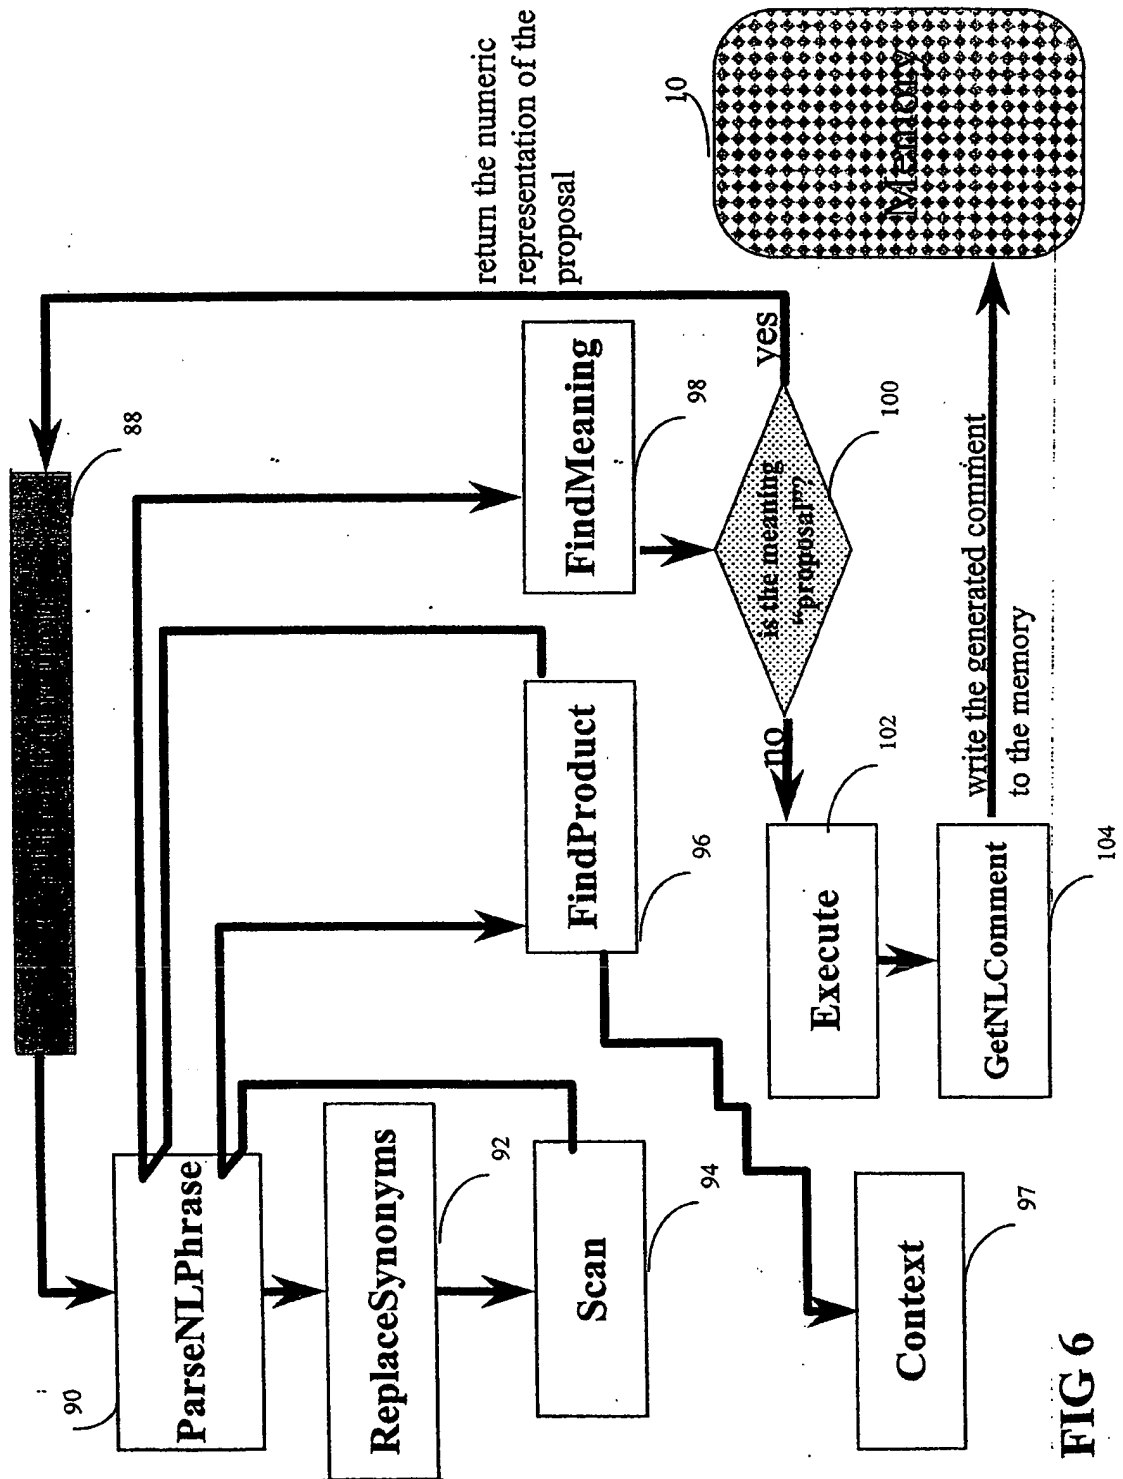 88
90
ParseNLPhrase
ReplaceSynonyms
92
Scan
94
FindProduct
96
FindMeaning
98
return the numeric
representation of the
proposal
10
Memory
is the meaning
“proposal”?
100
yes
no
Execute
102
GetNLComment
104
write the generated comment
to the memory
Context
97
FIG 6